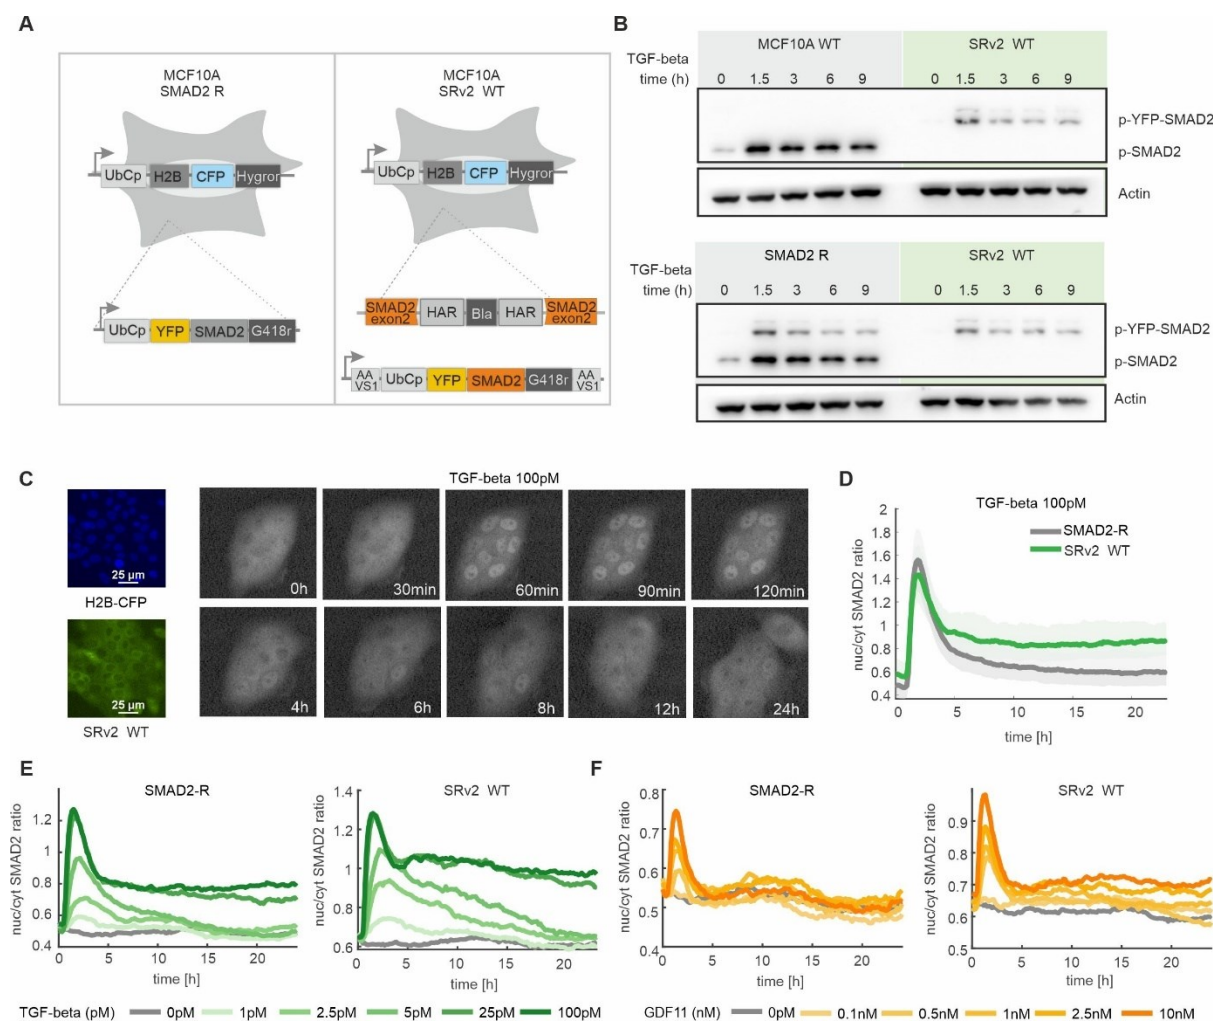 A
MCF10A
SMAD2 R
UbCp H2B CFP Hygror
UbCp YFP SMAD2 G418r
MCF10A
SRv2 WT
UbCp H2B CFP Hygror
SMAD2 exon2 HAR Bla HAR SMAD2 exon2
AA VS1 UbCp YFP SMAD2 G418r AA VS1
B
MCF10A WT SRv2 WT
TGF-beta
time (h) 0 1.5 3 6 9 0 1.5 3 6 9
p-YFP-SMAD2
p-SMAD2
Actin
SMAD2 R SRv2 WT
TGF-beta
time (h) 0 1.5 3 6 9 0 1.5 3 6 9
p-YFP-SMAD2
p-SMAD2
Actin
C
TGF-beta 100pM
25 µm
H2B-CFP
25 µm
SRv2 WT
0h 30min 60min 90min 120min
4h 6h 8h 12h 24h
D
TGF-beta 100pM
SMAD2-R
SRv2 WT
nuc/cyt SMAD2 ratio
2
1.8
1.6
1.4
1.2
1
0.8
0.6
0.4
0 5 10 15 20
time [h]
E
SMAD2-R
nuc/cyt SMAD2 ratio
1.2
1
0.8
0.6
0.4
0 5 10 15 20
time [h]
SRv2 WT
nuc/cyt SMAD2 ratio
1.4
1.2
1.0
0.8
0.6
0 5 10 15 20
time [h]
TGF-beta (pM) 0pM 1pM 2.5pM 5pM 25pM 100pM
F
SMAD2-R
nuc/cyt SMAD2 ratio
0.8
0.7
0.6
0.5
0.4
0 5 10 15 20
time [h]
SRv2 WT
nuc/cyt SMAD2 ratio
0.9
0.8
0.7
0.6
0.5
0 5 10 15 20
time [h]
GDF11 (nM) 0pM 0.1nM 0.5nM 1nM 2.5nM 10nM